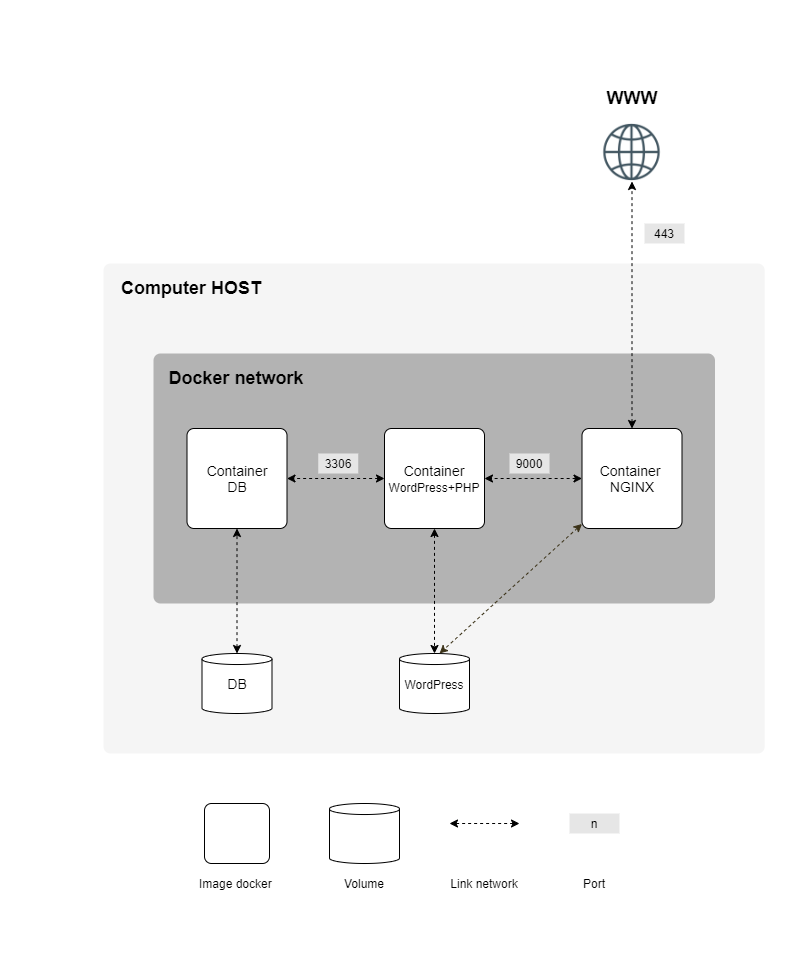 WWW
443
Computer HOST
Docker network
3306
9000
Container
DB
Container
WordPress+PHP
Container
NGINX
DB
WordPress
n
Image docker
Volume
Link network
Port